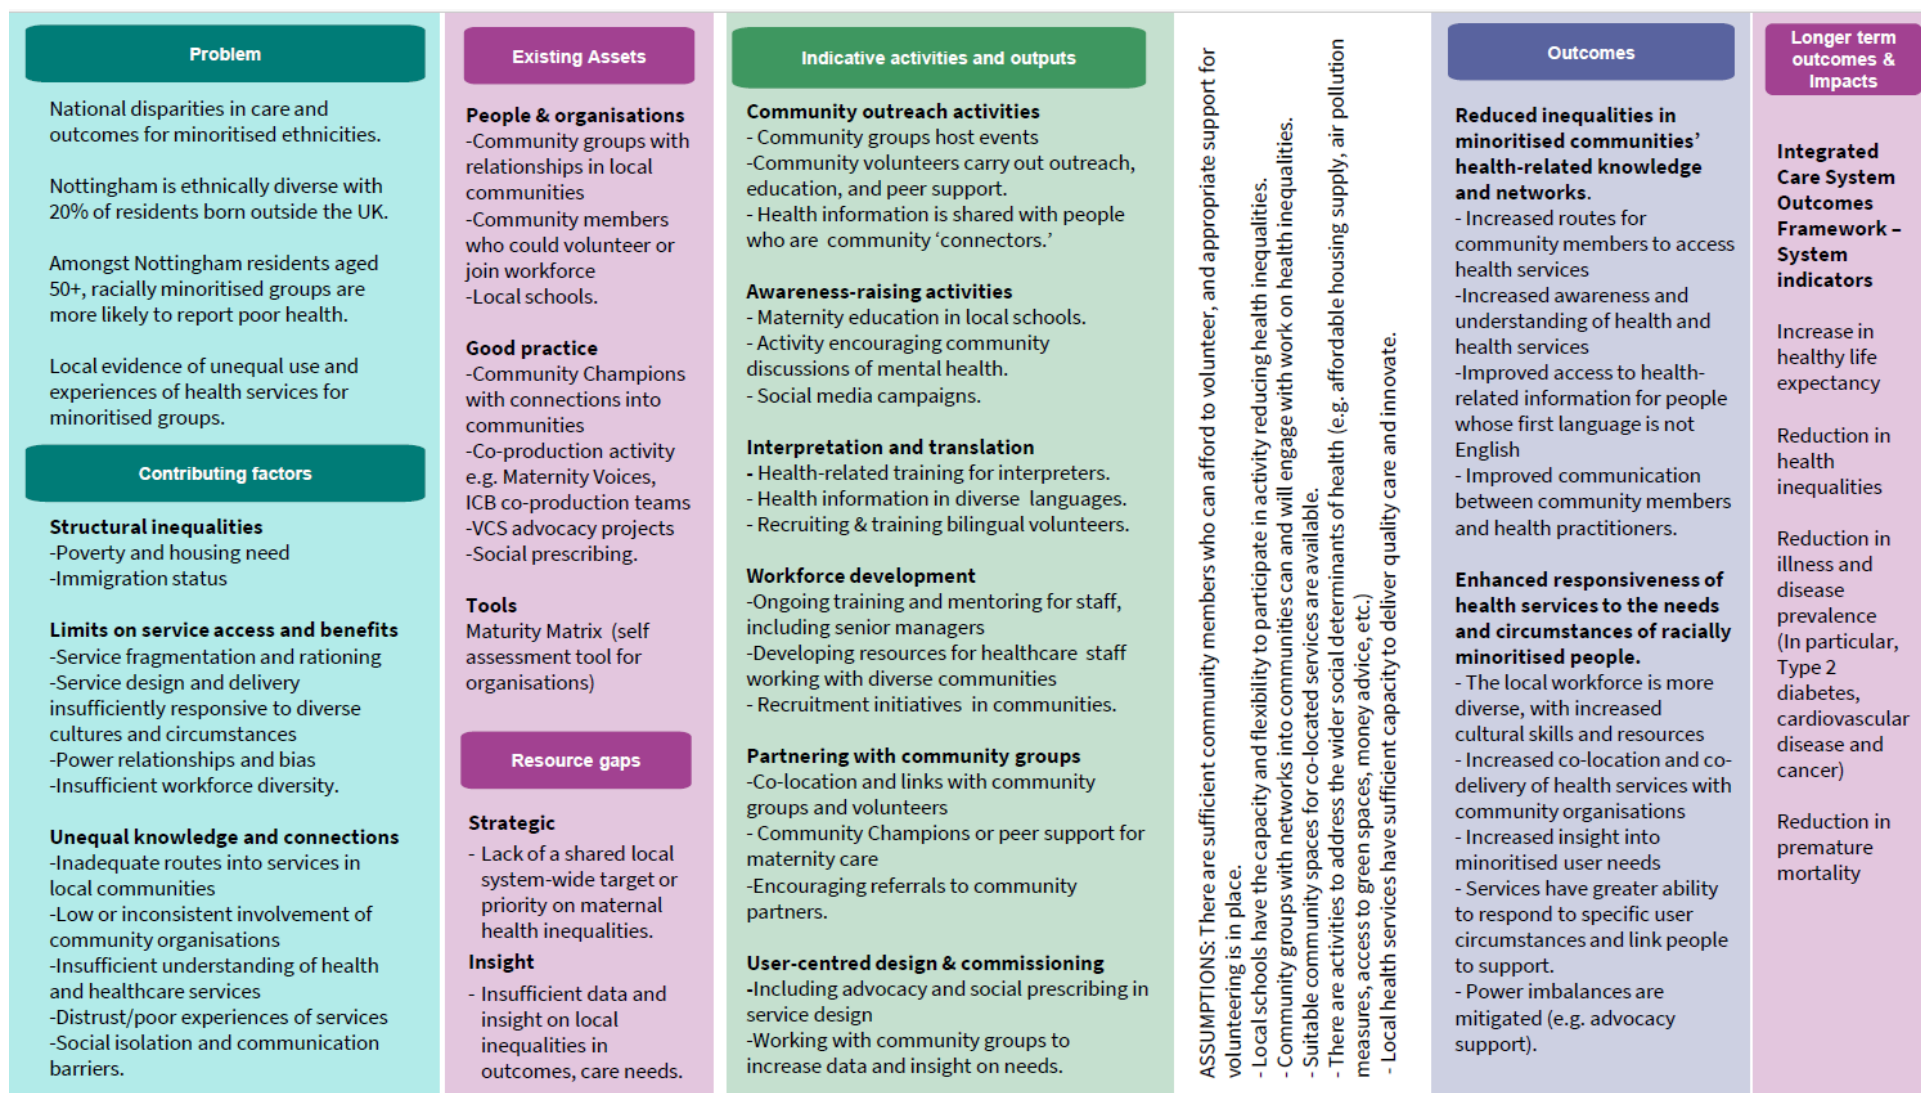 Problem
National disparities in care and
outcomes for minoritised ethnicities.
Nottingham is ethnically diverse with
20% of residents born outside the UK.
Amongst Nottingham residents aged
50+, racially minoritised groups are
more likely to report poor health.
Local evidence of unequal use and
experiences of health services for
minoritised groups.
Contributing factors
Structural inequalities
-Poverty and housing need
-Immigration status
Limits on service access and benefits
-Service fragmentation and rationing
-Service design and delivery
insufficiently responsive to diverse
cultures and circumstances
-Power relationships and bias
-Insufficient workforce diversity.
Unequal knowledge and connections
-Inadequate routes into services in
local communities
-Low or inconsistent involvement of
community organisations
-Insufficient understanding of health
and healthcare services
-Distrust/poor experiences of services
-Social isolation and communication
barriers.
Existing Assets
People & organisations
-Community groups with
relationships in local
communities
-Community members
who could volunteer or
join workforce
-Local schools.
Good practice
-Community Champions
with connections into
communities
-Co-production activity
e.g. Maternity Voices,
ICB co-production teams
-VCS advocacy projects
-Social prescribing.
Tools
Maturity Matrix (self
assessment tool for
organisations)
Resource gaps
Strategic
- Lack of a shared local
system-wide target or
priority on maternal
health inequalities.
Insight
- Insufficient data and
insight on local
inequalities in
outcomes, care needs.
Indicative activities and outputs
Community outreach activities
- Community groups host events
-Community volunteers carry out outreach,
education, and peer support.
- Health information is shared with people
who are community ‘connectors.’
Awareness-raising activities
- Maternity education in local schools.
- Activity encouraging community
discussions of mental health.
- Social media campaigns.
Interpretation and translation
- Health-related training for interpreters.
- Health information in diverse languages.
- Recruiting & training bilingual volunteers.
Workforce development
-Ongoing training and mentoring for staff,
including senior managers
-Developing resources for healthcare staff
working with diverse communities
- Recruitment initiatives in communities.
Partnering with community groups
-Co-location and links with community
groups and volunteers
- Community Champions or peer support for
maternity care
-Encouraging referrals to community
partners.
User-centred design & commissioning
-Including advocacy and social prescribing in
service design
-Working with community groups to
increase data and insight on needs.
ASSUMPTIONS: There are sufficient community members who can afford to volunteer, and appropriate support for
volunteering is in place.
- Local schools have the capacity and flexibility to participate in activity reducing health inequalities.
- Community groups with networks into communities can and will engage with work on health inequalities.
- Suitable community spaces for co-located services are available.
- There are activities to address the wider social determinants of health (e.g. affordable housing supply, air pollution
measures, access to green spaces, money advice, etc.)
- Local health services have sufficient capacity to deliver quality care and innovate.
Outcomes
Reduced inequalities in
minoritised communities’
health-related knowledge
and networks.
- Increased routes for
community members to access
health services
-Increased awareness and
understanding of health and
health services
-Improved access to health-
related information for people
whose first language is not
English
- Improved communication
between community members
and health practitioners.
Enhanced responsiveness of
health services to the needs
and circumstances of racially
minoritised people.
- The local workforce is more
diverse, with increased
cultural skills and resources
- Increased co-location and co-
delivery of health services with
community organisations
- Increased insight into
minoritised user needs
- Services have greater ability
to respond to specific user
circumstances and link people
to support.
- Power imbalances are
mitigated (e.g. advocacy
support).
Longer term
outcomes &
Impacts
Integrated
Care System
Outcomes
Framework –
System
indicators
Increase in
healthy life
expectancy
Reduction in
health
inequalities
Reduction in
illness and
disease
prevalence
(In particular,
Type 2
diabetes,
cardiovascular
disease and
cancer)
Reduction in
premature
mortality